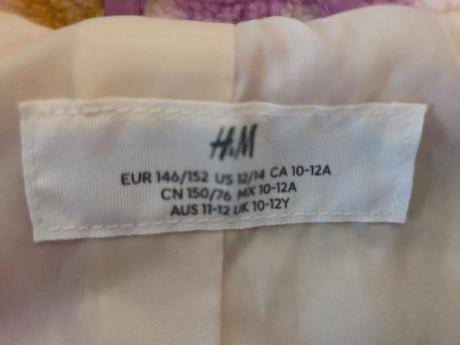 H&M
EUR 146/152 US 12/14 CA 10-12A
CN 150/76 MX 10-12A
AUS 11-12 UK 10-12Y